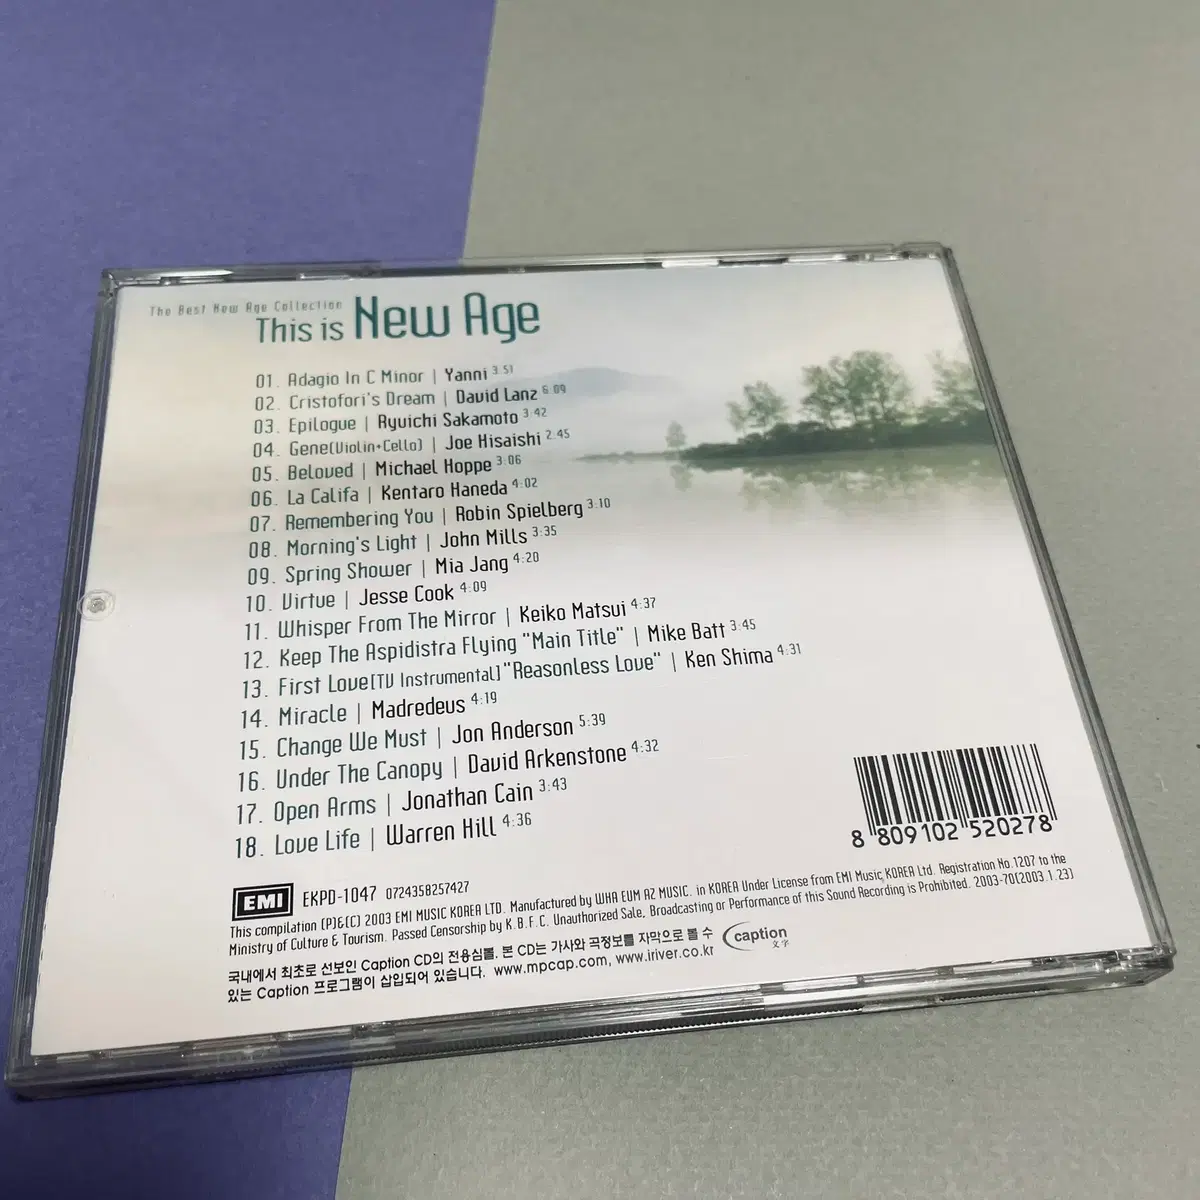 The Best New Age Collection
This is New Age
01. Adagio In C Minor | Yanni 3:51
02. Cristofori's Dream | David Lanz 6:09
03. Epilogue | Ryuichi Sakamoto 3:42
04. Gene(Violin+Cello) | Joe Hisaishi 2:45
05. Beloved | Michael Hoppe 3:06
06. La Califa | Kentaro Haneda 4:02
07. Remembering You | Robin Spielberg 3:10
08. Morning's Light | John Mills 3:35
09. Spring Shower | Mia Jang 4:20
10. Virtue | Jesse Cook 4:09
11. Whisper From The Mirror | Keiko Matsui 4:37
12. Keep The Aspidistra Flying "Main Title" | Mike Batt 3:45
13. First Love[TV Instrumental] "Reasonless Love" | Ken Shima 4:31
14. Miracle | Madredeus 4:19
15. Change We Must | Jon Anderson 5:39
16. Under The Canopy | David Arkenstone 4:32
17. Open Arms | Jonathan Cain 3:43
18. Love Life | Warren Hill 4:36
8 809102 520278
EMI EKPD-1047 0724358257427
This compilation (P)&(C) 2003 EMI MUSIC KOREA LTD. Manufactured by WHA EUM AZ MUSIC. in KOREA Under License from EMI Music KOREA Ltd. Registration No.1207 to the
Ministry of Culture & Tourism. Passed Censorship by K.B.F.C. Unauthorized Sale, Broadcasting or Performance of this Sound Recording is Prohibited. 2003-70(2003.1.23)
국내에서 최초로 선보인 Caption CD의 전용심볼. 본 CD는 가사와 곡정보를 자막으로 볼 수
있는 Caption 프로그램이 삽입되어 있습니다. www.mpcap.com, www.iriver.co.kr
caption
文字